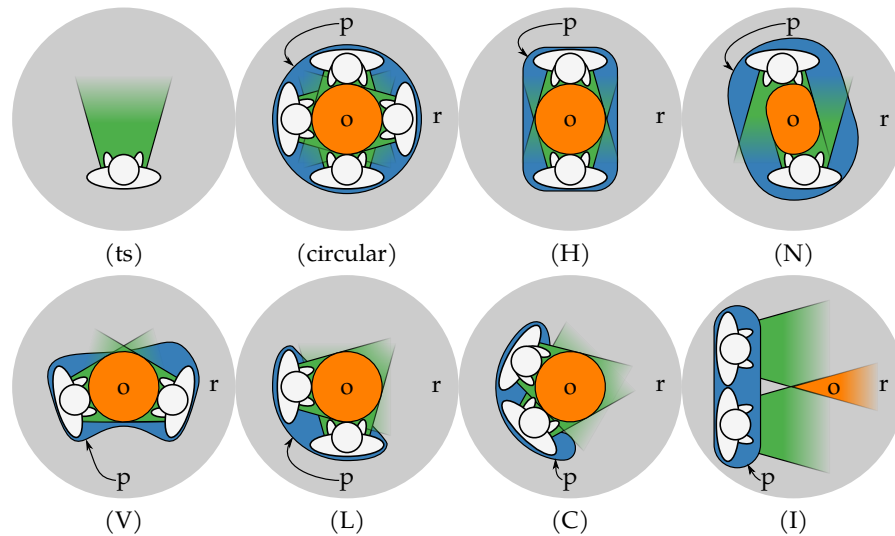 p p p
o r o r o r
(ts) (circular) (H) (N)
o r o r o r o r
p p p p
(V) (L) (C) (I)